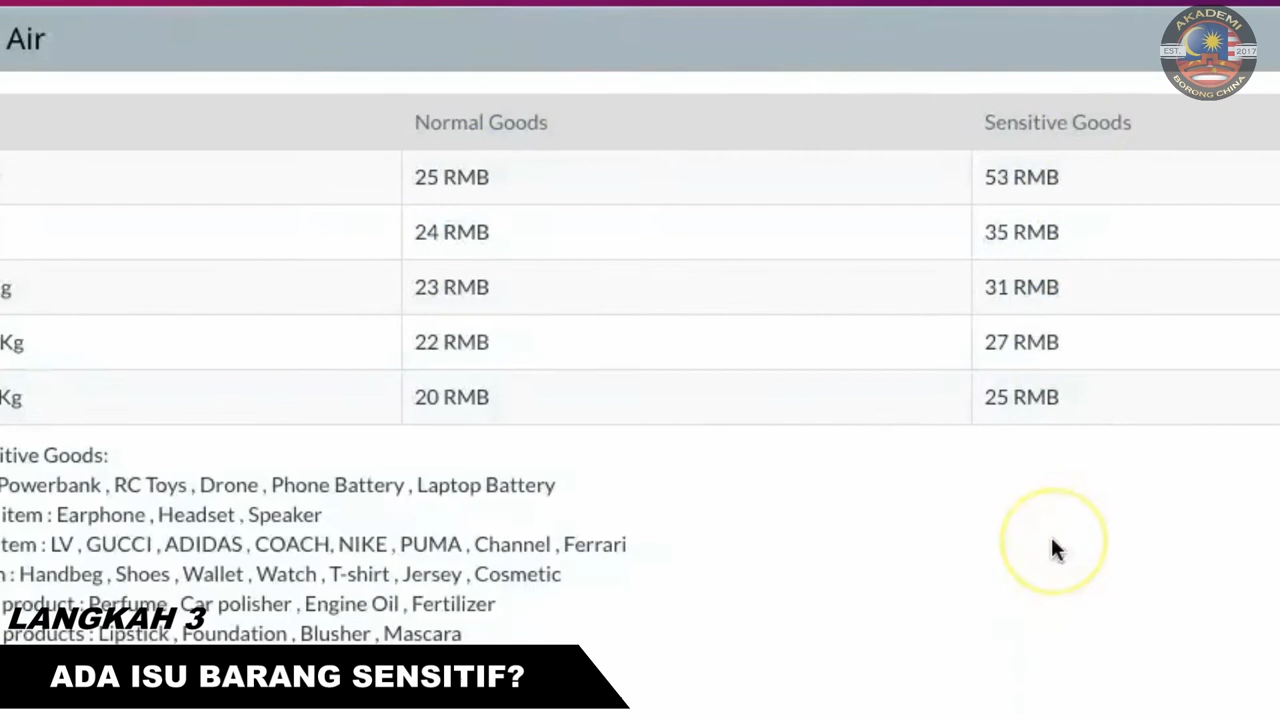 Air
AKADEMI
EST. 2017
BORONG CHINA
Normal Goods Sensitive Goods
25 RMB 53 RMB
24 RMB 35 RMB
g 23 RMB 31 RMB
Kg 22 RMB 27 RMB
Kg 20 RMB 25 RMB
itive Goods:
Powerbank , RC Toys , Drone , Phone Battery , Laptop Battery
item : Earphone , Headset , Speaker
tem : LV , GUCCI , ADIDAS , COACH, NIKE , PUMA , Channel , Ferrari
: Handbeg , Shoes , Wallet , Watch , T-shirt , Jersey , Cosmetic
product : Perfume , Car polisher , Engine Oil , Fertilizer
LANGKAH 3
products : Lipstick , Foundation , Blusher , Mascara
ADA ISU BARANG SENSITIF?